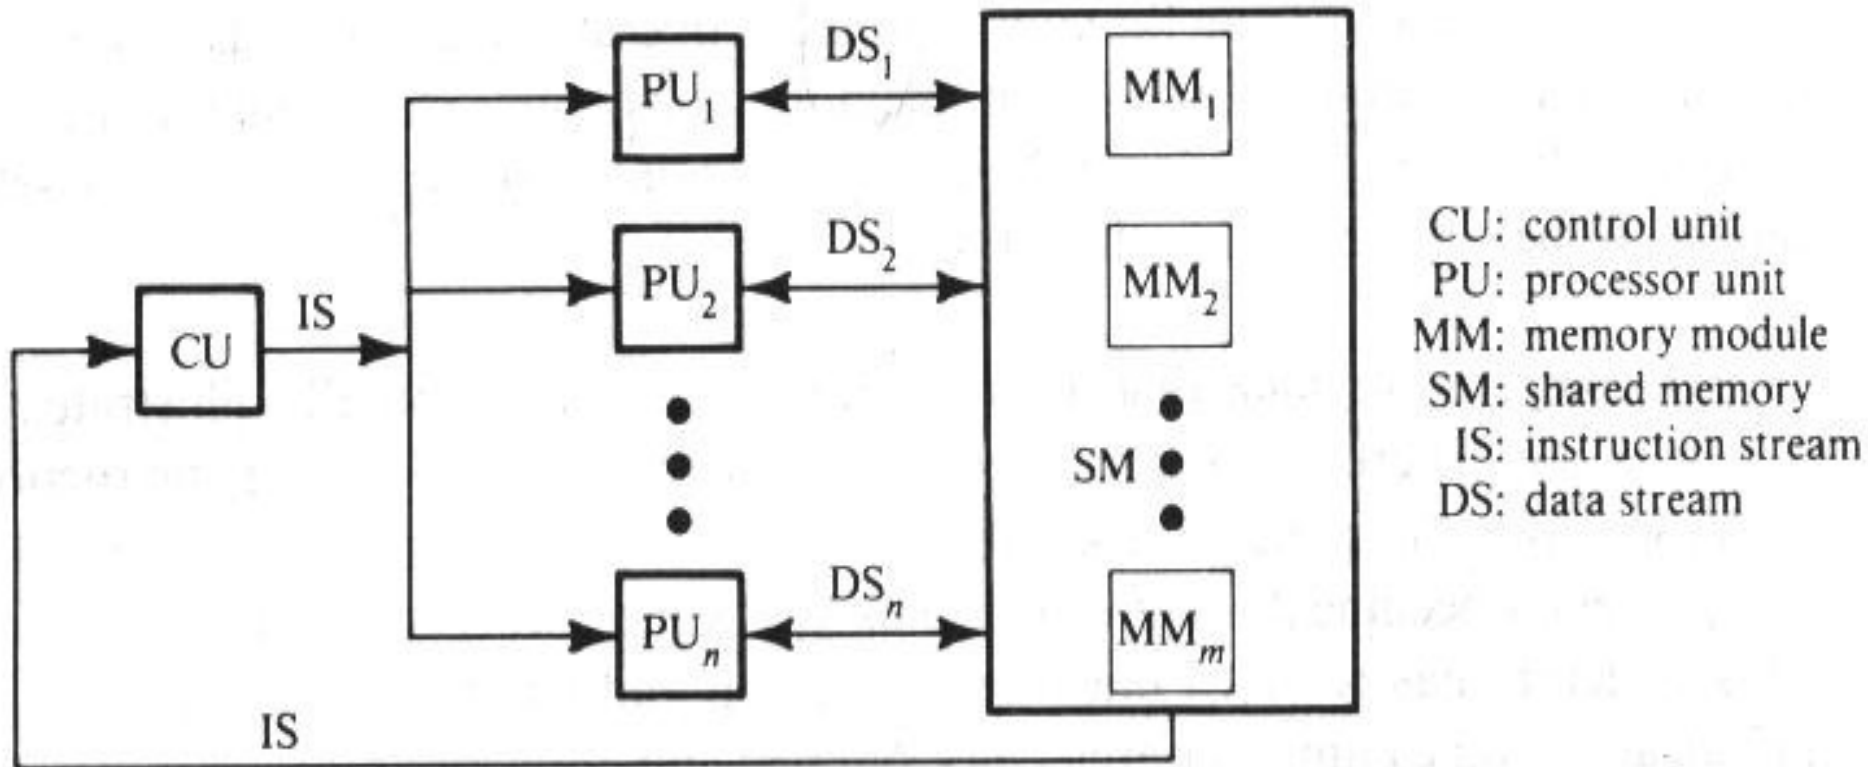 PU₁
DS₁
MM₁
PU₂
DS₂
MM₂
CU
IS
SM
PUₙ
DSₙ
MMₘ
IS
CU: control unit
PU: processor unit
MM: memory module
SM: shared memory
IS: instruction stream
DS: data stream